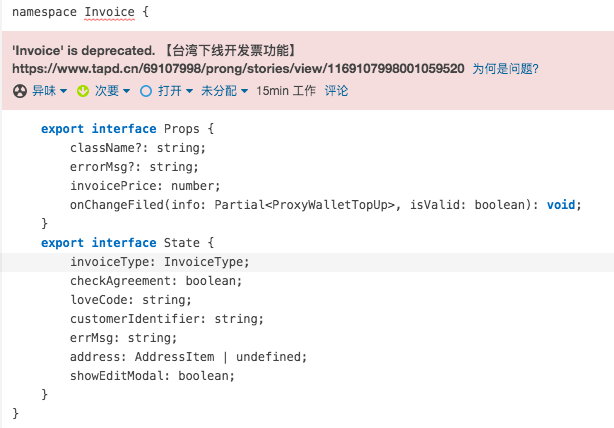 namespace Invoice {
'Invoice' is deprecated. 【台湾下线开发票功能】
https://www.tapd.cn/69107998/prong/stories/view/1169107998001059520 为何是问题?
异味 次要 打开 未分配 15min 工作 评论
export interface Props {
className?: string;
errorMsg?: string;
invoicePrice: number;
onChangeFiled(info: Partial<ProxyWalletTopUp>, isValid: boolean): void;
}
export interface State {
invoiceType: InvoiceType;
checkAgreement: boolean;
loveCode: string;
customerIdentifier: string;
errMsg: string;
address: AddressItem | undefined;
showEditModal: boolean;
}
}